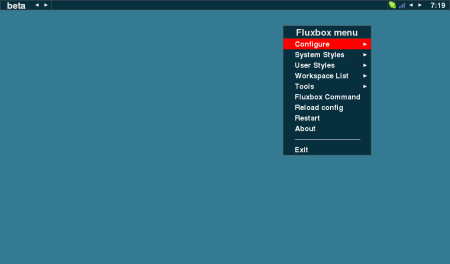 beta
7:19
Fluxbox menu
Configure
System Styles
User Styles
Workspace List
Tools
Fluxbox Command
Reload config
Restart
About
Exit